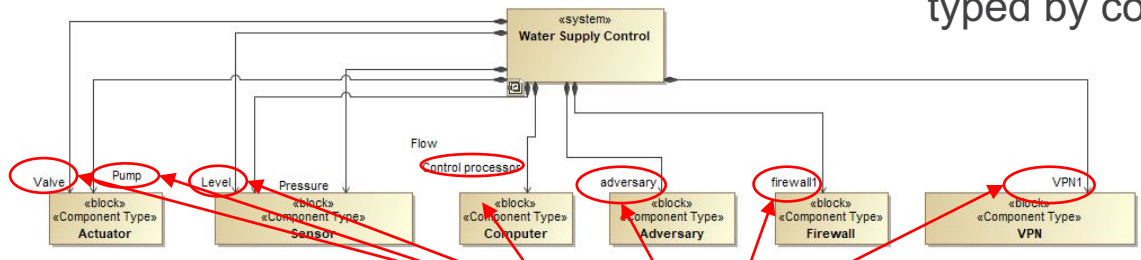 typed by co
«system»
Water Supply Control
Flow
Control processor
Valve
Pump
Level
Pressure
adversary
firewall1
VPN1
«block»
«Component Type»
Actuator
«block»
«Component Type»
Sensor
«block»
«Component Type»
Computer
«block»
«Component Type»
Adversary
«block»
«Component Type»
Firewall
«block»
«Component Type»
VPN